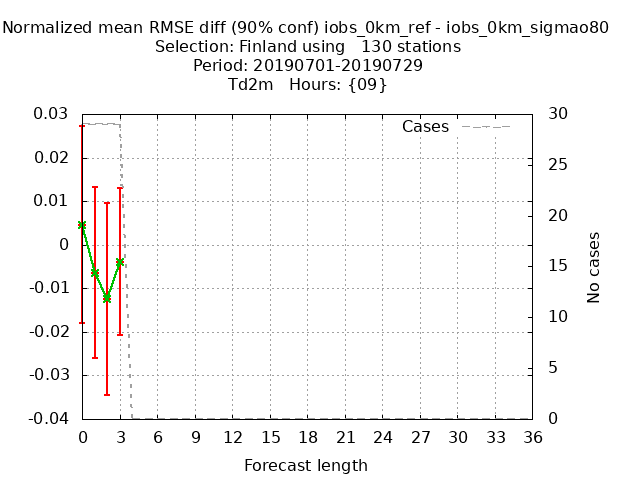 Normalized mean RMSE diff (90% conf) iobs_0km_ref - iobs_0km_sigmao80
Selection: Finland using   130 stations
Period: 20190701-20190729
Td2m   Hours: {09}
Cases
0.03
0.02
0.01
0
-0.01
-0.02
-0.03
-0.04
30
25
20
15
10
5
0
No cases
0 3 6 9 12 15 18 21 24 27 30 33 36
Forecast length